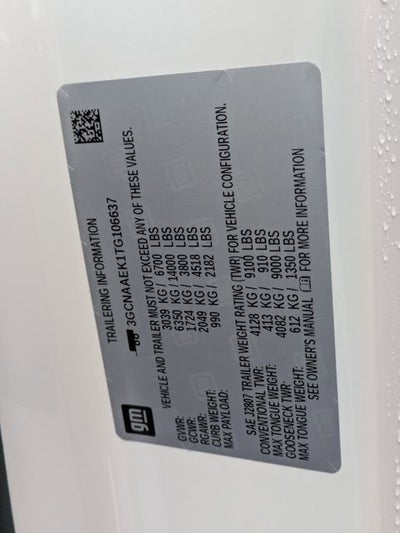 gm
TRAILERING INFORMATION
3GCNAAEK1TG106637
VEHICLE AND TRAILER MUST NOT EXCEED ANY OF THESE VALUES.
GVWR: 3039 KG / 6700 LBS
GCWR: 6350 KG / 14000 LBS
RGAWR: 1724 KG / 3800 LBS
CURB WEIGHT: 2049 KG / 4518 LBS
MAX PAYLOAD: 990 KG / 2182 LBS
SAE J2807 TRAILER WEIGHT RATING (TWR) FOR VEHICLE CONFIGURATION.
CONVENTIONAL TWR: 4128 KG / 9100 LBS
MAX TONGUE WEIGHT: 413 KG / 910 LBS
GOOSENECK TWR: 4082 KG / 9000 LBS
MAX TONGUE WEIGHT: 612 KG / 1350 LBS
SEE OWNER'S MANUAL FOR MORE INFORMATION